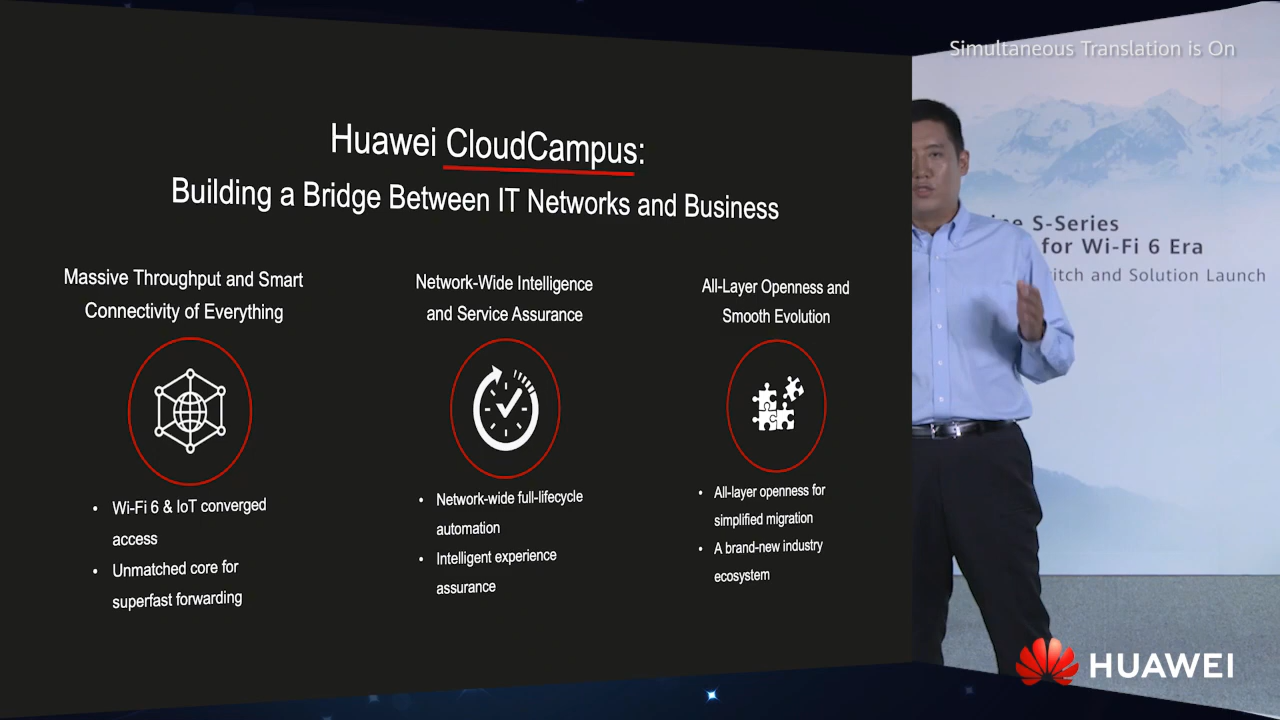 Simultaneous Translation is On
Huawei CloudCampus:
Building a Bridge Between IT Networks and Business
Massive Throughput and Smart
Connectivity of Everything
• Wi-Fi 6 & IoT converged
access
• Unmatched core for
superfast forwarding
Network-Wide Intelligence
and Service Assurance
• Network-wide full-lifecycle
automation
• Intelligent experience
assurance
All-Layer Openness and
Smooth Evolution
• All-layer openness for
simplified migration
• A brand-new industry
ecosystem
S-Series
for Wi-Fi 6 Era
and Solution Launch
HUAWEI